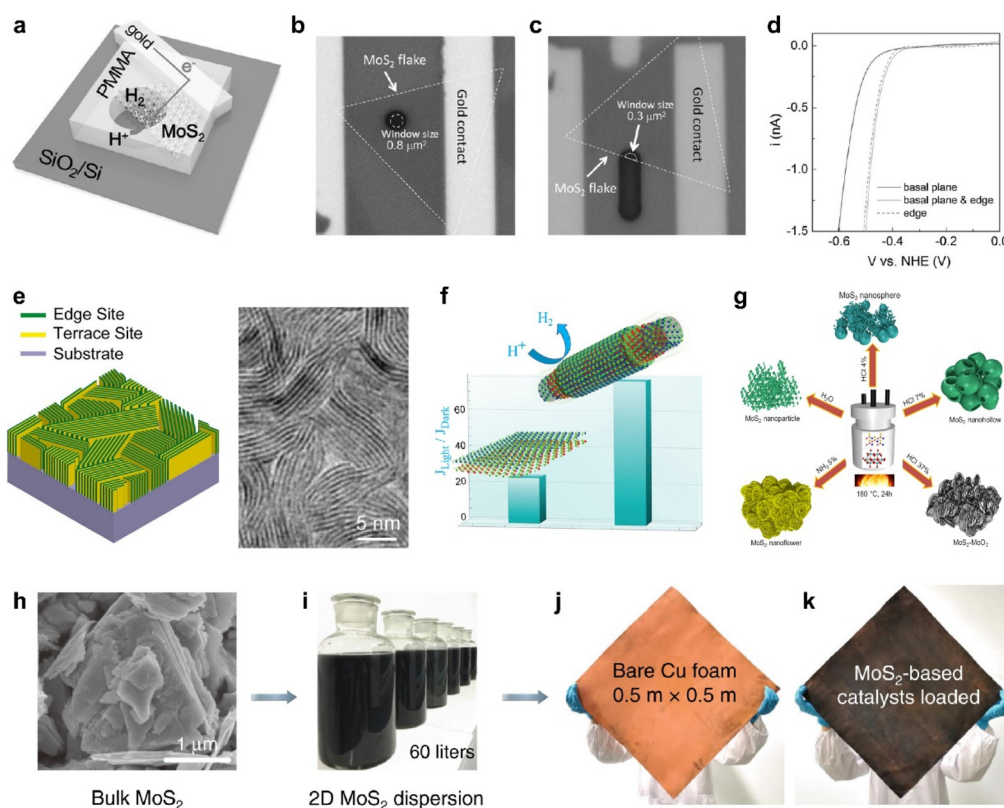 a
gold
PMMA
e⁻
H₂
H⁺
MoS₂
SiO₂/Si
b
MoS₂ flake
Window size
0.8 μm²
Gold contact
c
Window size
0.3 μm²
MoS₂ flake
Gold contact
d
i (nA)
0.0
-0.5
-1.0
-1.5
basal plane
basal plane & edge
edge
-0.6
-0.4
-0.2
0.0
V vs. NHE (V)
e
Edge Site
Terrace Site
Substrate
5 nm
f
H₂
H⁺
J_Light / J_Dark
60
40
20
0
g
MoS₂ nanosphere
HCl 4%
H₂O
HCl 7%
MoS₂ nanoparticle
MoS₂ nanohollow
NH₃ 5%
HCl 37%
180 °C, 24h
MoS₂ nanoflower
MoS₂-MoO₂
h
1 μm
Bulk MoS₂
i
60 liters
2D MoS₂ dispersion
j
Bare Cu foam
0.5 m × 0.5 m
k
MoS₂-based
catalysts loaded